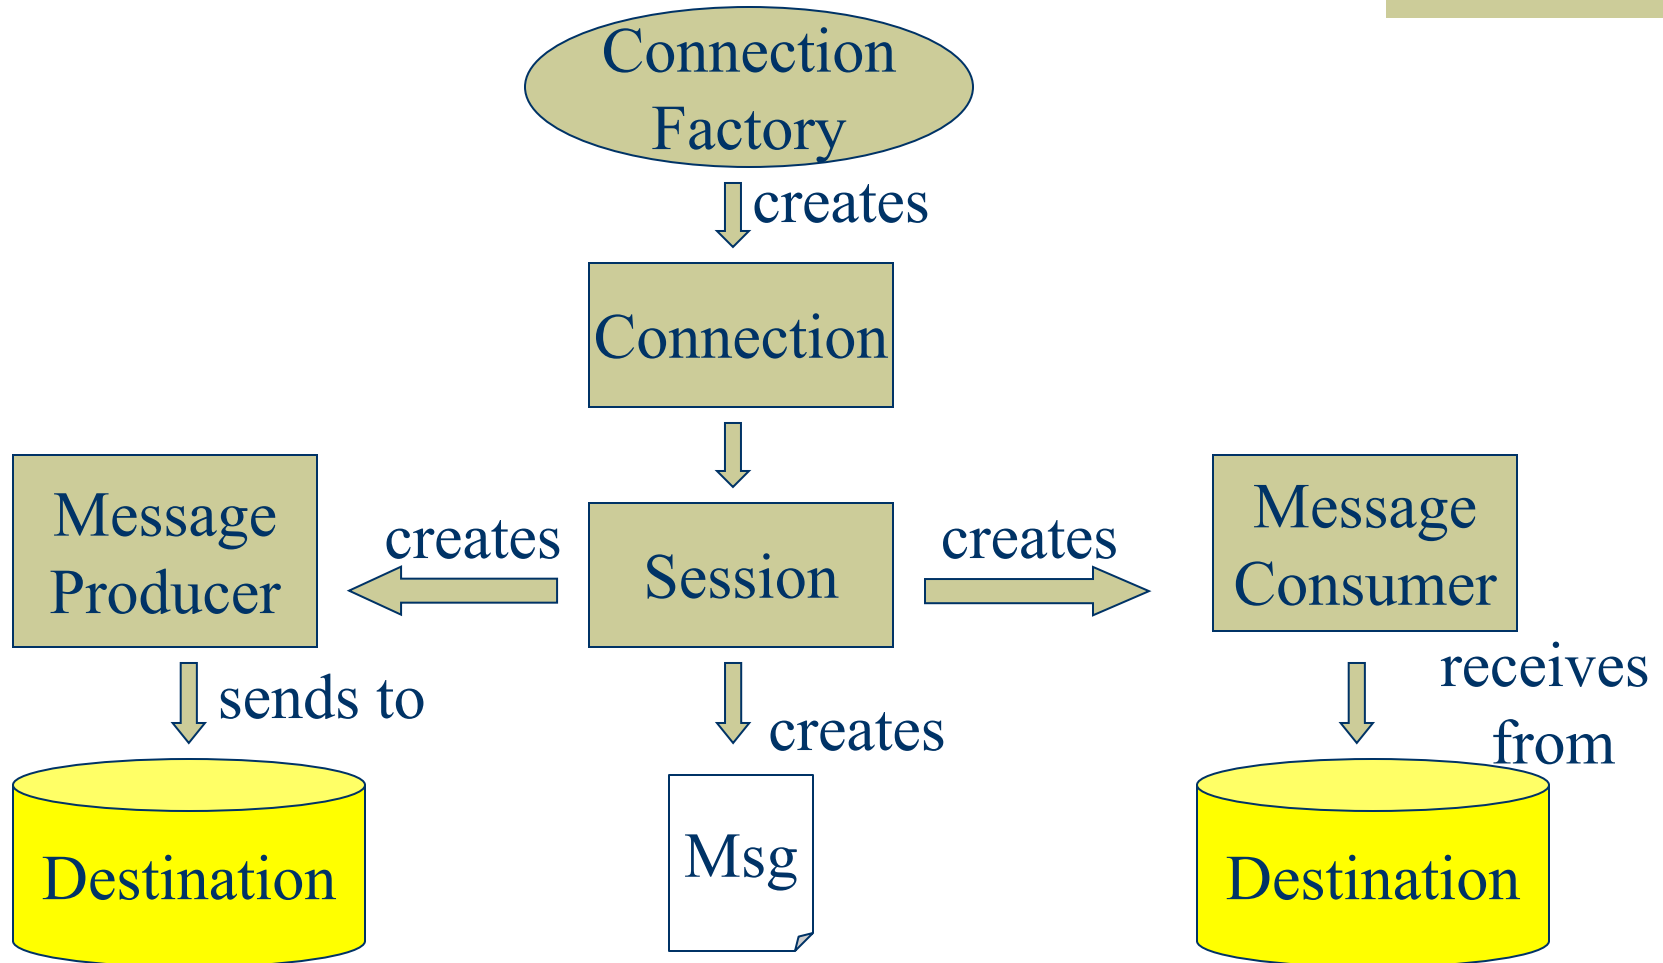 Connection
Factory
creates
Connection
Message
Producer
creates
Session
creates
Message
Consumer
sends to
creates
receives
from
Destination
Msg
Destination